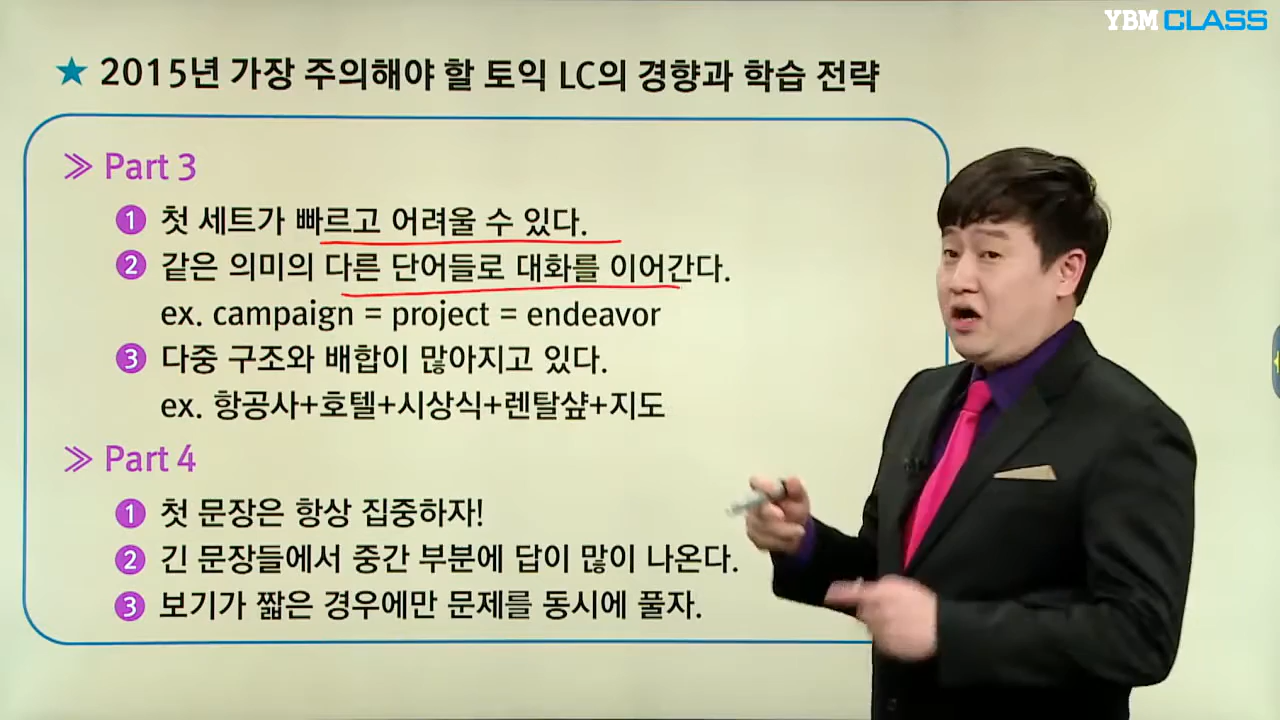 YBM CLASS
★ 2015년 가장 주의해야 할 토익 LC의 경향과 학습 전략
≫ Part 3
1 첫 세트가 빠르고 어려울 수 있다.
2 같은 의미의 다른 단어들로 대화를 이어간다.
ex. campaign = project = endeavor
3 다중 구조와 배합이 많아지고 있다.
ex. 항공사+호텔+시상식+렌탈샾+지도
≫ Part 4
1 첫 문장은 항상 집중하자!
2 긴 문장들에서 중간 부분에 답이 많이 나온다.
3 보기가 짧은 경우에만 문제를 동시에 풀자.